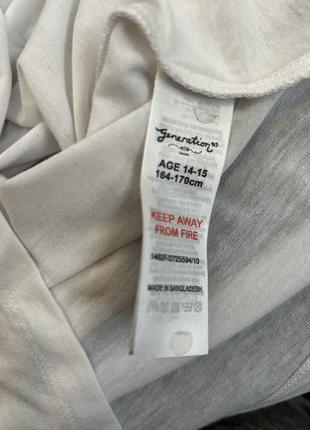 generation
AGE 14-15
164-170cm
KEEP AWAY
FROM FIRE
MADE IN BANGLADESH